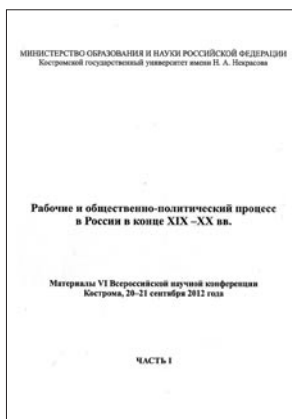 МИНИСТЕРСТВО ОБРАЗОВАНИЯ И НАУКИ РОССИЙСКОЙ ФЕДЕРАЦИИ
Костромской государственный университет имени Н. А. Некрасова
Рабочие и общественно-политический процесс
в России в конце XIX –XX вв.
Материалы VI Всероссийской научной конференции
Кострома, 20–21 сентября 2012 года
ЧАСТЬ I